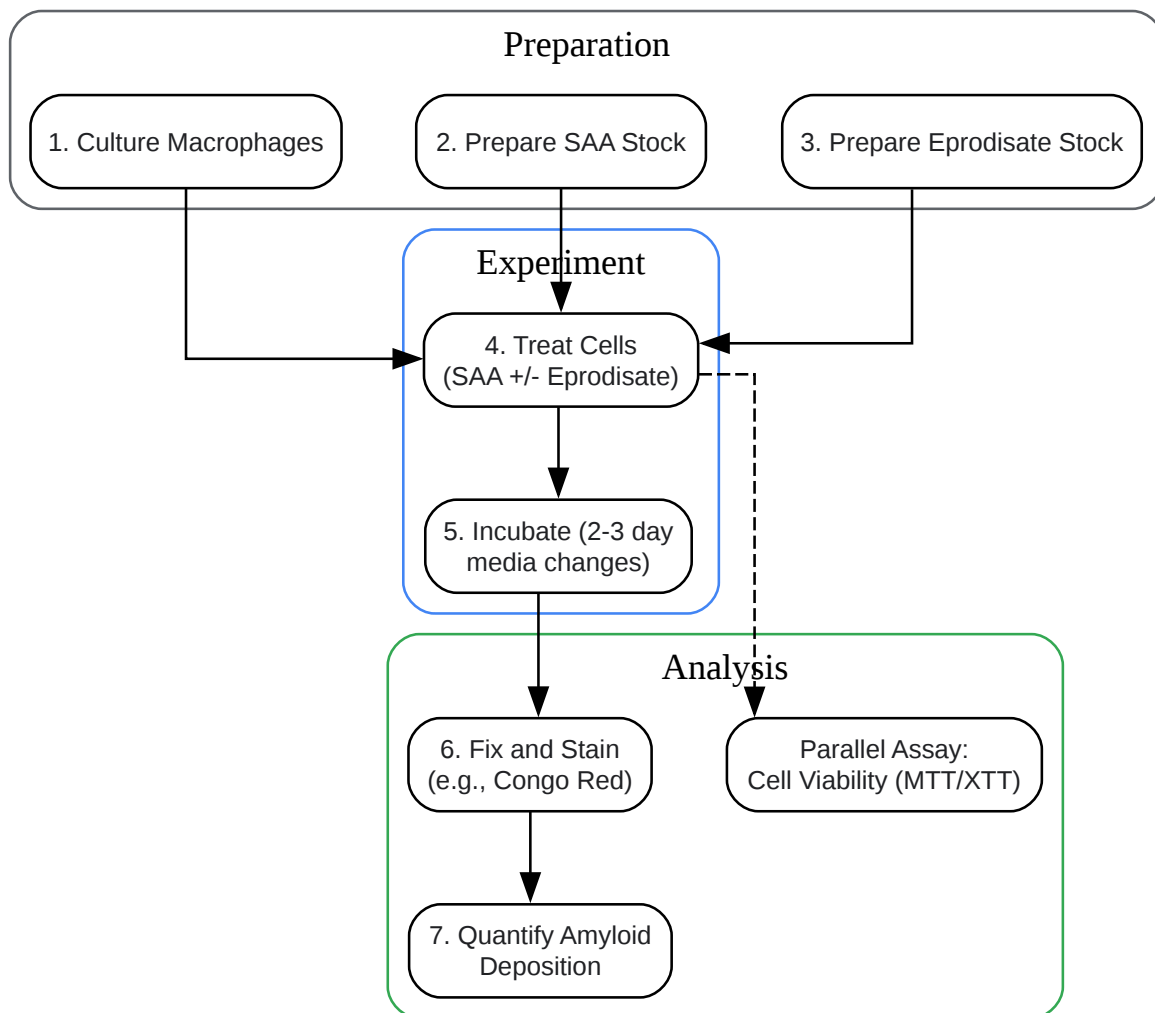 Preparation
1. Culture Macrophages
2. Prepare SAA Stock
3. Prepare Eprodisate Stock
Experiment
4. Treat Cells
(SAA +/- Eprodisate)
5. Incubate (2-3 day
media changes)
Analysis
6. Fix and Stain
(e.g., Congo Red)
Parallel Assay:
Cell Viability (MTT/XTT)
7. Quantify Amyloid
Deposition